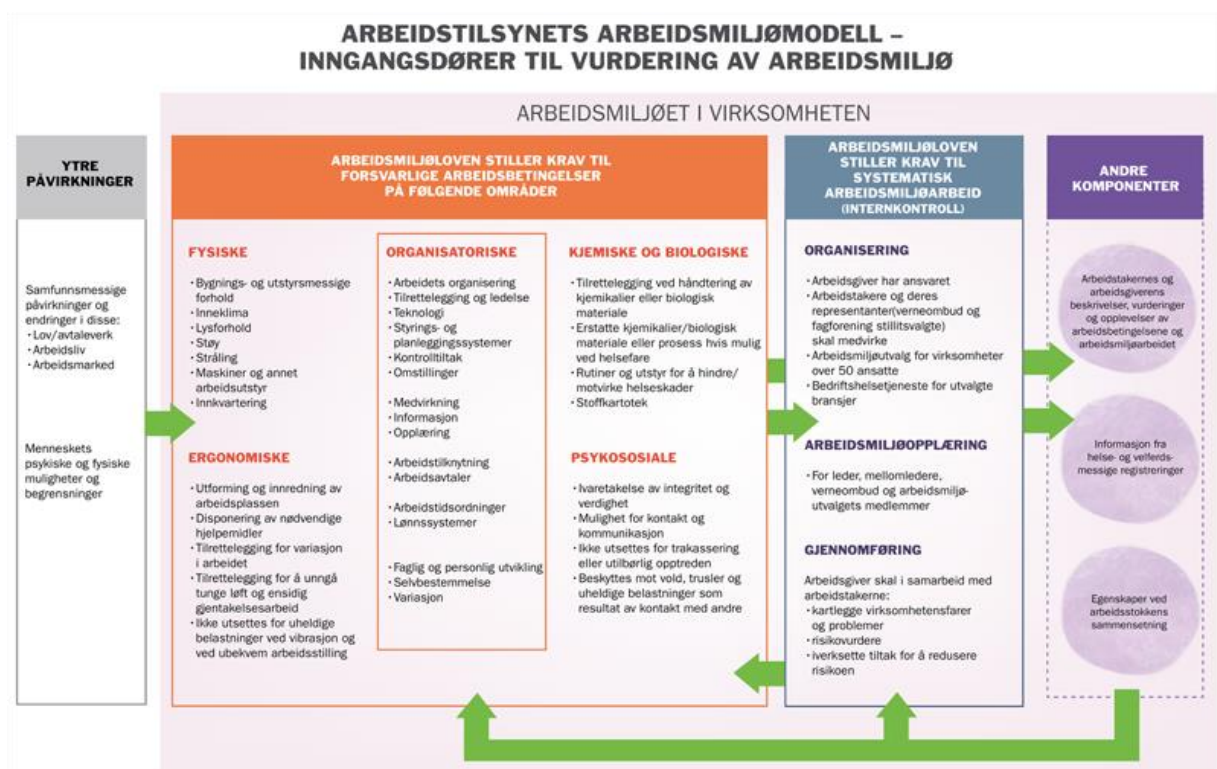 ARBEIDSTILSYNETS ARBEIDSMILJØMODELL –
INNGANGSDØRER TIL VURDERING AV ARBEIDSMILJØ
ARBEIDSMILJØET I VIRKSOMHETEN
YTRE
PÅVIRKNINGER
Samfunnsmessige
påvirkninger og
endringer i disse:
• Lov/avtaleverk
• Arbeidsliv
• Arbeidsmarked
Menneskets
psykiske og fysiske
muligheter og
begrensninger
ARBEIDSMILJØLOVEN STILLER KRAV TIL
FORSVARLIGE ARBEIDSBETINGELSER
PÅ FØLGENDE OMRÅDER
FYSISKE
• Bygnings- og utstyrsmessige
forhold
• Inneklima
• Lysforhold
• Støy
• Stråling
• Maskiner og annet
arbeidsutstyr
• Innkvartering
ERGONOMISKE
• Utforming og innredning av
arbeidsplassen
• Disponering av nødvendige
hjelpemidler
• Tilrettelegging for variasjon
i arbeidet
• Tilrettelegging for å unngå
tunge løft og ensidig
gjentakelsesarbeid
• Ikke utsettes for uheldige
belastninger ved vibrasjon og
ved ubekvem arbeidsstilling
ORGANISATORISKE
• Arbeidets organisering
• Tilrettelegging og ledelse
• Teknologi
• Styrings- og
planleggingssystemer
• Kontrolltiltak
• Omstillinger
• Medvirkning
• Informasjon
• Opplæring
• Arbeidstilknytning
• Arbeidsavtaler
• Arbeidstidsordninger
• Lønnssystemer
• Faglig og personlig utvikling
• Selvbestemmelse
• Variasjon
KJEMISKE OG BIOLOGISKE
• Tilrettelegging ved håndtering av
kjemikalier eller biologisk
materiale
• Erstatte kjemikalier/biologisk
materiale eller prosess hvis mulig
ved helsefare
• Rutiner og utstyr for å hindre/
motvirke helseskader
• Stoffkartotek
PSYKOSOSIALE
• Ivaretakelse av integritet og
verdighet
• Mulighet for kontakt og
kommunikasjon
• Ikke utsettes for trakassering
eller utilbørlig opptreden
• Beskyttes mot vold, trusler og
uheldige belastninger som
resultat av kontakt med andre
ARBEIDSMILJØLOVEN
STILLER KRAV TIL
SYSTEMATISK
ARBEIDSMILJØARBEID
(INTERNKONTROLL)
ORGANISERING
• Arbeidsgiver har ansvaret
• Arbeidstakere og deres
representanter(verneombud og
fagforening stillitsvalgte)
skal medvirke
• Arbeidsmiljøutvalg for virksomheter
over 50 ansatte
• Bedriftshelsetjeneste for utvalgte
bransjer
ARBEIDSMILJØOPPLÆRING
• For leder, mellomledere,
verneombud og arbeidsmiljø-
utvalgets medlemmer
GJENNOMFØRING
Arbeidsgiver skal i samarbeid med
arbeidstakerne:
• kartlegge virksomhetensfarer
og problemer
• risikovurdere
• iverksette tiltak for å redusere
risikoen
ANDRE
KOMPONENTER
Arbeidstakernes og
arbeidsgiverens
beskrivelser, vurderinger
og opplevelser av
arbeidsbetingelsene og
arbeidsmiljøarbeidet
Informasjon fra
helse- og velferds-
messige registreringer
Egenskaper ved
arbeidsstokkens
sammensetning